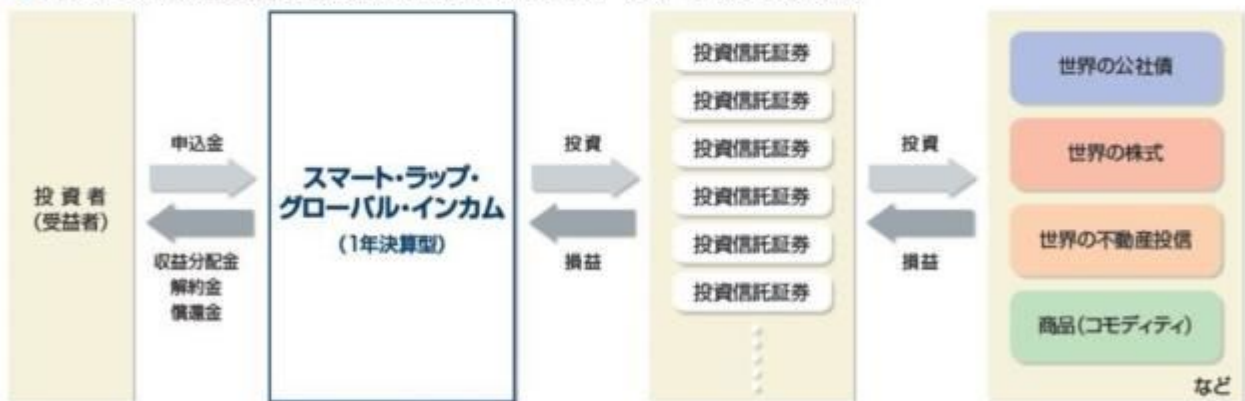 投資者
(受益者)
申込金
収益分配金
解約金
償還金
スマート・ラップ・
グローバル・インカム
(1年決算型)
投資
損益
投資信託証券
投資信託証券
投資信託証券
投資信託証券
投資信託証券
投資信託証券
投資
損益
世界の公社債
世界の株式
世界の不動産投信
商品(コモディティ)
など